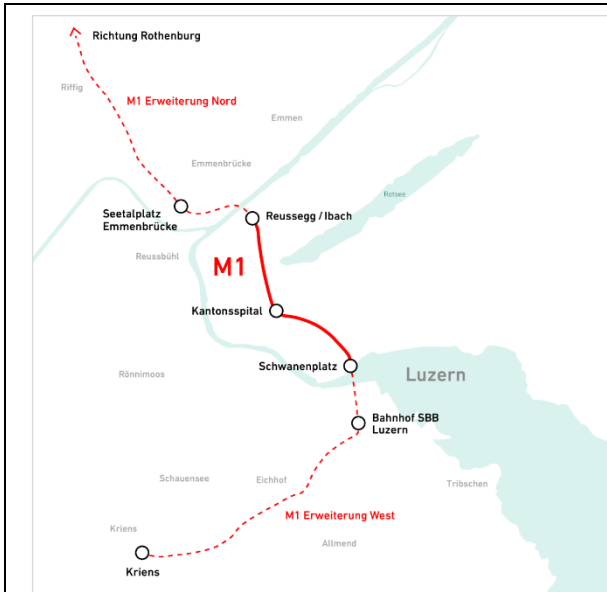 Richtung Rothenburg
Riffig
M1 Erweiterung Nord
Emmen
Emmenbrücke
Rotsee
Seetalplatz
Emmenbrücke
Reussegg / Ibach
Reussbühl
M1
Kantonsspital
Schwanenplatz
Rönnimoos
Luzern
Bahnhof SBB
Luzern
Schauensee
Eichhof
Tribschen
M1 Erweiterung West
Kriens
Allmend
Kriens